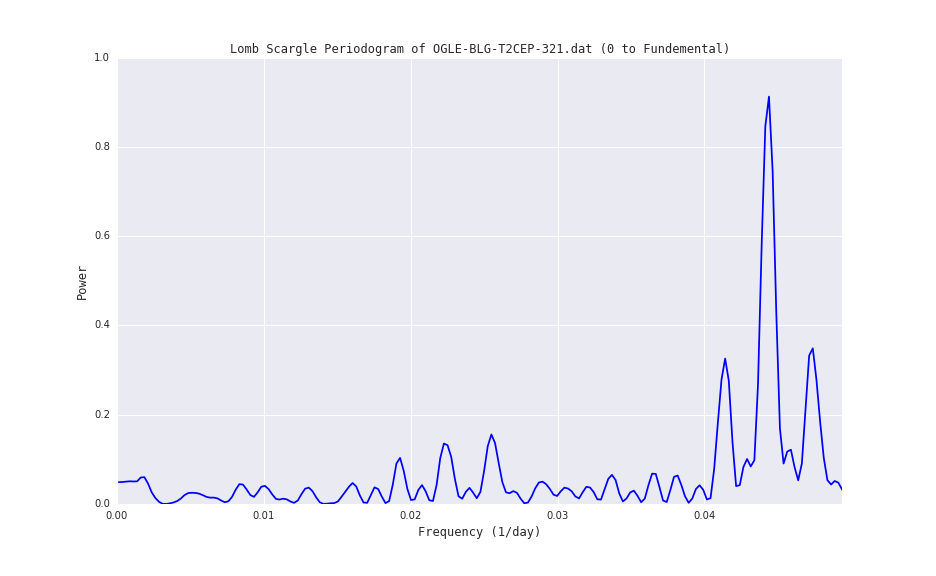 Lomb Scargle Periodogram of OGLE-BLG-T2CEP-321.dat (0 to Fundemental)
1.0
0.8
0.6
0.4
0.2
0.0
Power
0.00 0.01 0.02 0.03 0.04
Frequency (1/day)